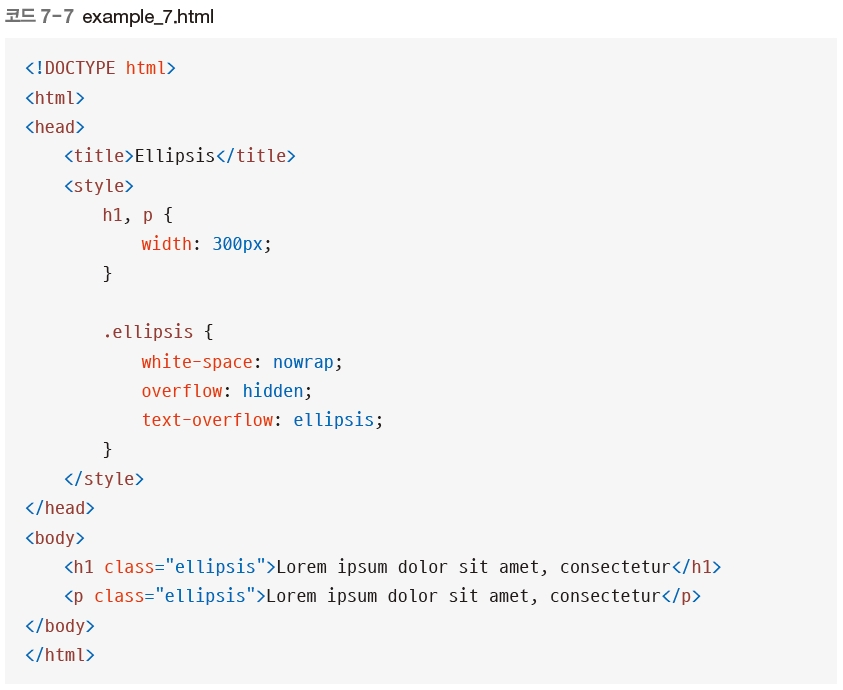 코드 7-7 example_7.html
<!DOCTYPE html>
<html>
<head>
    <title>Ellipsis</title>
    <style>
        h1, p {
            width: 300px;
        }

        .ellipsis {
            white-space: nowrap;
            overflow: hidden;
            text-overflow: ellipsis;
        }
    </style>
</head>
<body>
    <h1 class="ellipsis">Lorem ipsum dolor sit amet, consectetur</h1>
    <p class="ellipsis">Lorem ipsum dolor sit amet, consectetur</p>
</body>
</html>